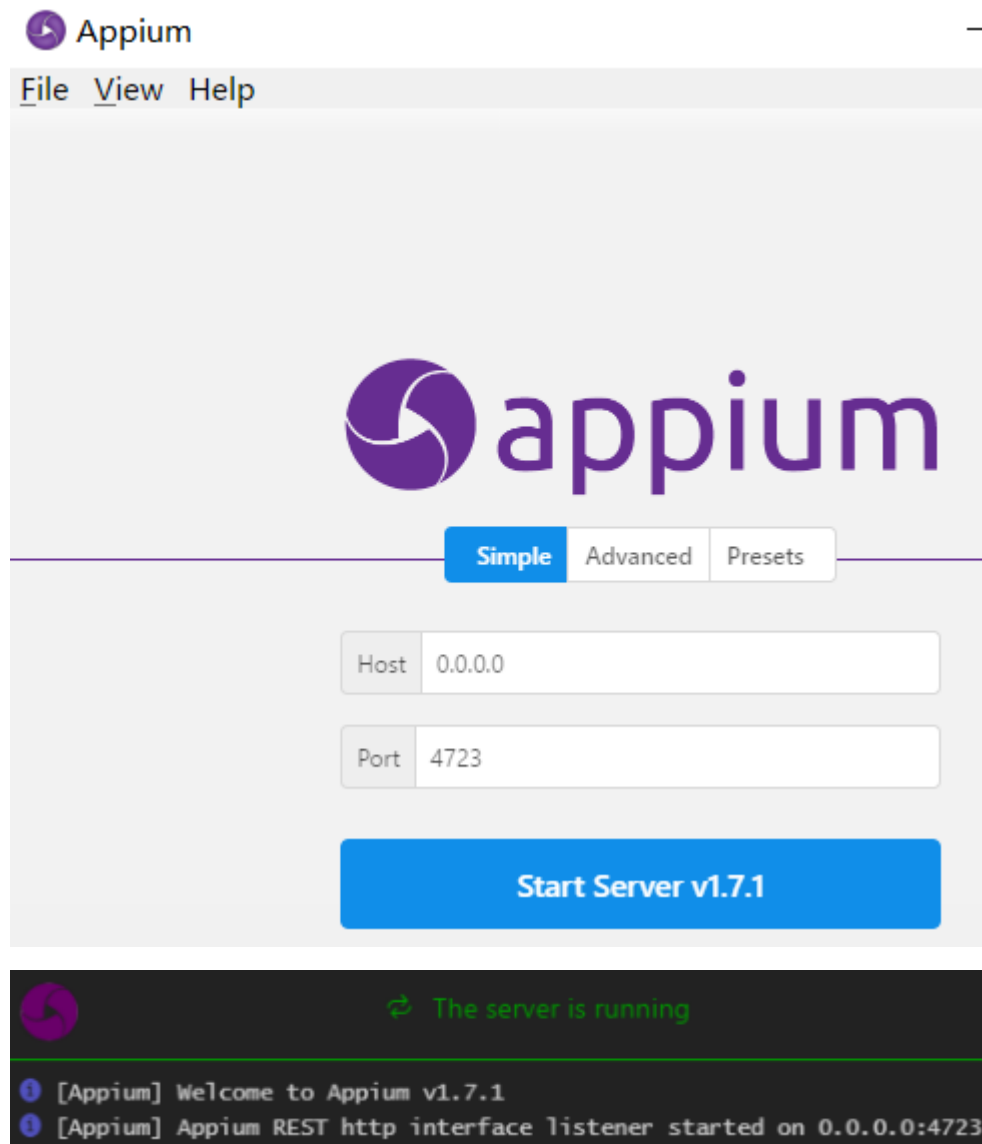 Appium
File View Help
appium
Simple Advanced Presets
Host 0.0.0.0
Port 4723
Start Server v1.7.1
The server is running
[Appium] Welcome to Appium v1.7.1
[Appium] Appium REST http interface listener started on 0.0.0.0:4723